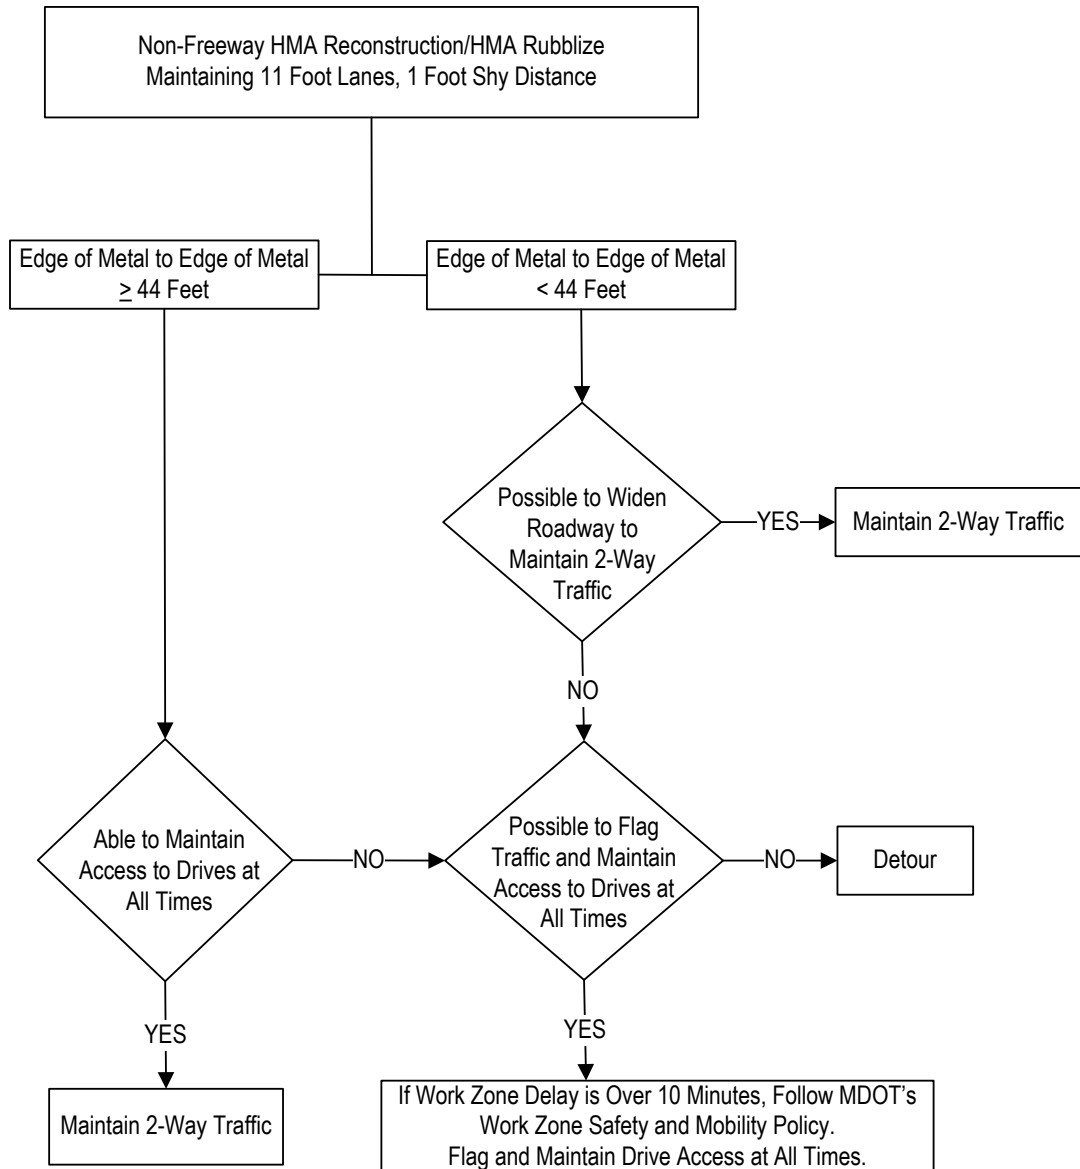 Non-Freeway HMA Reconstruction/HMA Rubblize
Maintaining 11 Foot Lanes, 1 Foot Shy Distance
Edge of Metal to Edge of Metal
≥ 44 Feet
Edge of Metal to Edge of Metal
< 44 Feet
Possible to Widen
Roadway to
Maintain 2-Way
Traffic
YES
Maintain 2-Way Traffic
NO
Able to Maintain
Access to Drives at
All Times
NO
Possible to Flag
Traffic and Maintain
Access to Drives at
All Times
NO
Detour
YES
Maintain 2-Way Traffic
YES
If Work Zone Delay is Over 10 Minutes, Follow MDOT's
Work Zone Safety and Mobility Policy.
Flag and Maintain Drive Access at All Times.